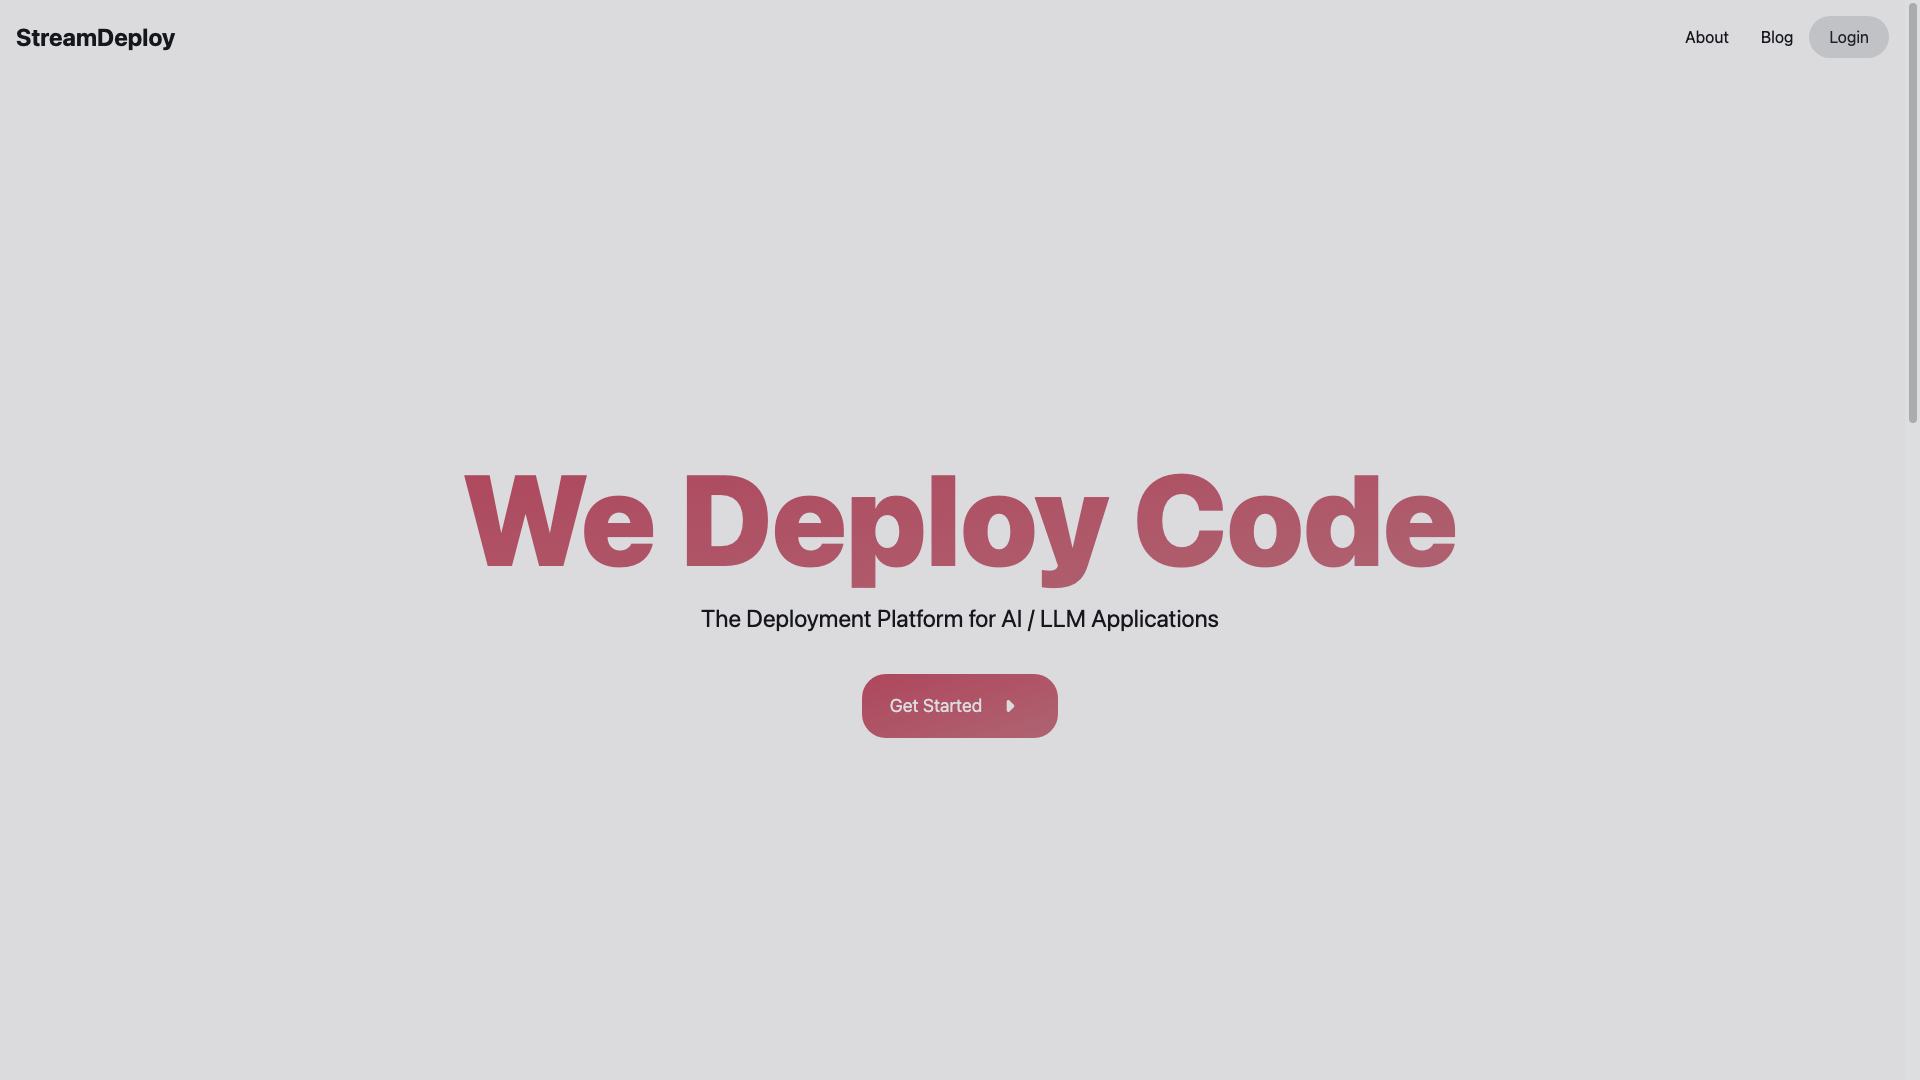 StreamDeploy
About
Blog
Login
We Deploy Code
The Deployment Platform for AI / LLM Applications
Get Started